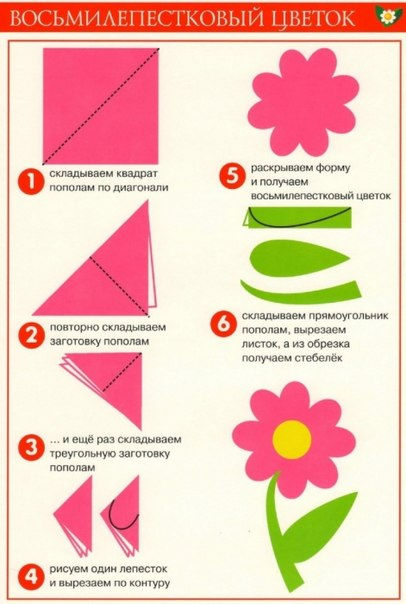 ВОСЬМИЛЕПЕСТКОВЫЙ ЦВЕТОК
1
складываем квадрат
пополам по диагонали
2
повторно складываем
заготовку пополам
3
... и ещё раз складываем
треугольную заготовку
пополам
4
рисуем один лепесток
и вырезаем по контуру
5
раскрываем форму
и получаем
восьмилепестковый цветок
6
складываем прямоугольник
пополам, вырезаем
листок, а из обрезка
получаем стебелёк